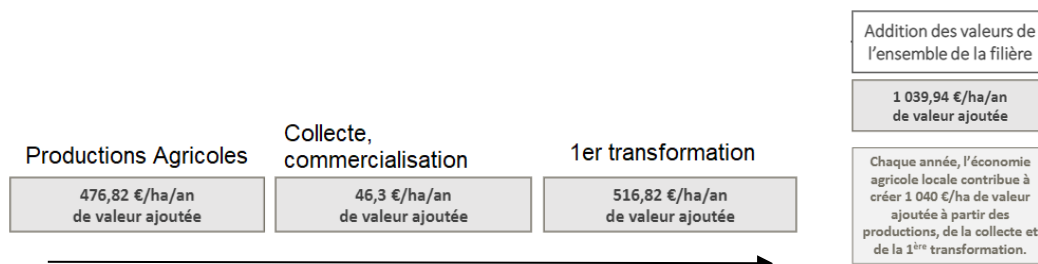 Productions Agricoles
476,82 €/ha/an
de valeur ajoutée
Collecte,
commercialisation
46,3 €/ha/an
de valeur ajoutée
1er transformation
516,82 €/ha/an
de valeur ajoutée
Addition des valeurs de
l’ensemble de la filière
1 039,94 €/ha/an
de valeur ajoutée
Chaque année, l’économie
agricole locale contribue à
créer 1 040 €/ha de valeur
ajoutée à partir des
productions, de la collecte et
de la 1ère transformation.